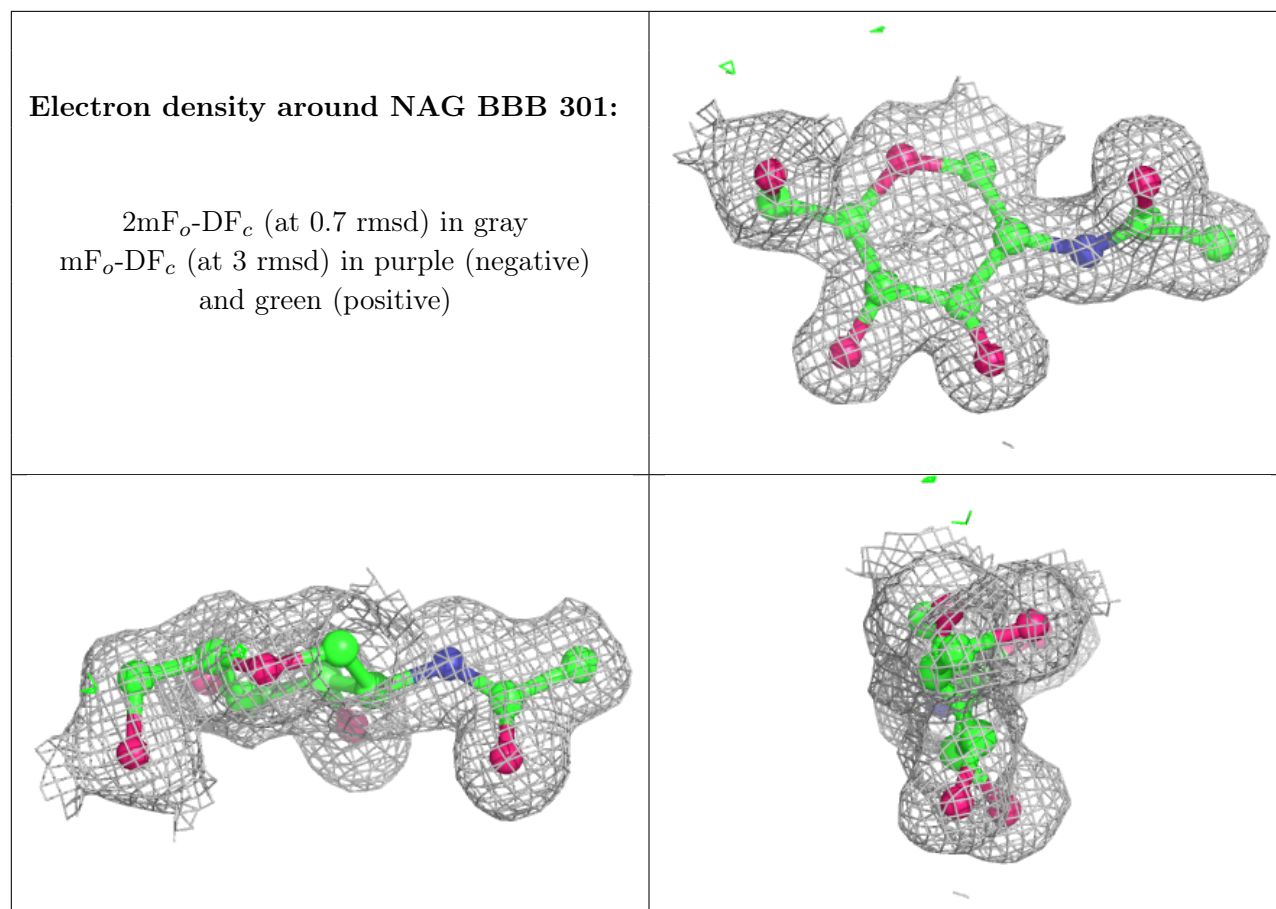 Electron density around NAG BBB 301:
2mFo-DFc (at 0.7 rmsd) in gray
mFo-DFc (at 3 rmsd) in purple (negative)
and green (positive)